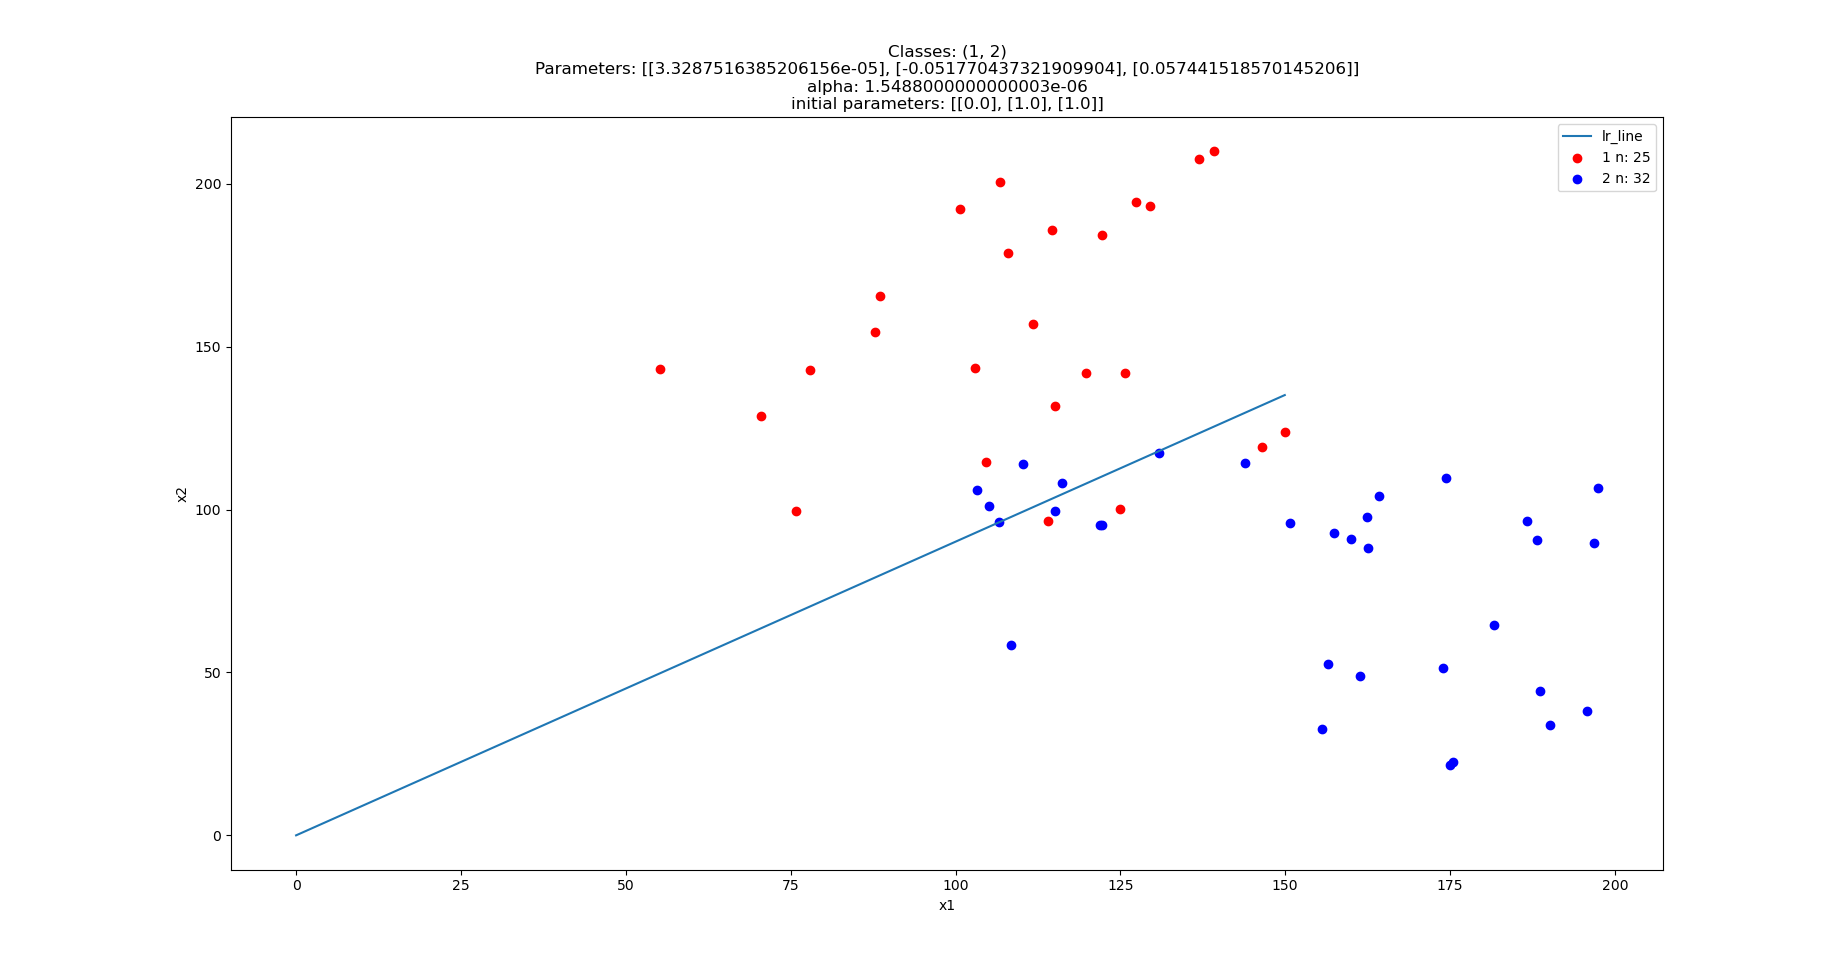 Classes: (1, 2)
Parameters: [[3.3287516385206156e-05], [-0.051770437321909904], [0.057441518570145206]]
alpha: 1.5488000000000003e-06
initial parameters: [[0.0], [1.0], [1.0]]
lr_line
1 n: 25
2 n: 32
200
150
100
50
0
x2
0 25 50 75 100 125 150 175 200
x1